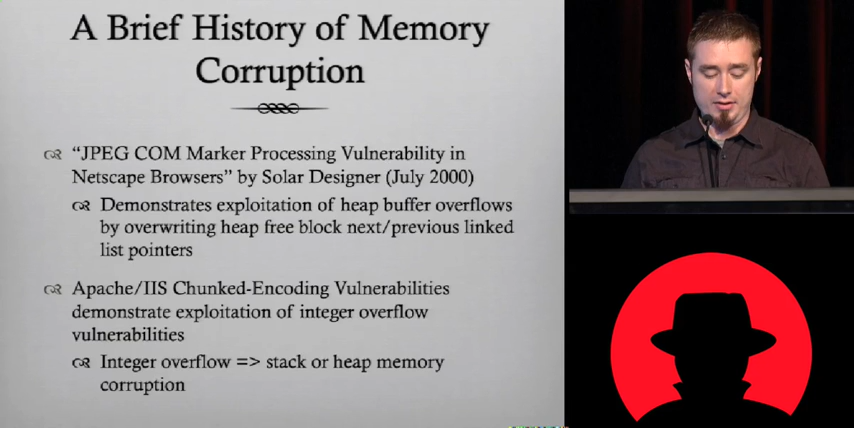 A Brief History of Memory
Corruption
“JPEG COM Marker Processing Vulnerability in
Netscape Browsers” by Solar Designer (July 2000)
Demonstrates exploitation of heap buffer overflows
by overwriting heap free block next/previous linked
list pointers
Apache/IIS Chunked-Encoding Vulnerabilities
demonstrate exploitation of integer overflow
vulnerabilities
Integer overflow => stack or heap memory
corruption